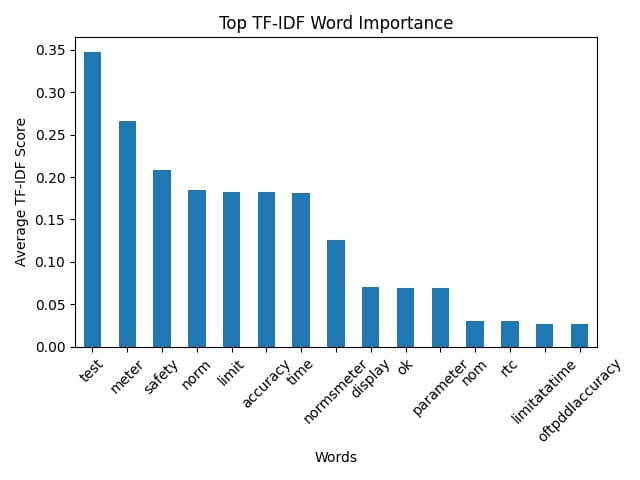 Top TF-IDF Word Importance
0.35
0.30
0.25
0.20
0.15
0.10
0.05
0.00
Average TF-IDF Score
test
meter
safety
norm
limit
accuracy
time
normsmeter
display
ok
parameter
nom
rtc
limitatatime
oftpddlaccuracy
Words